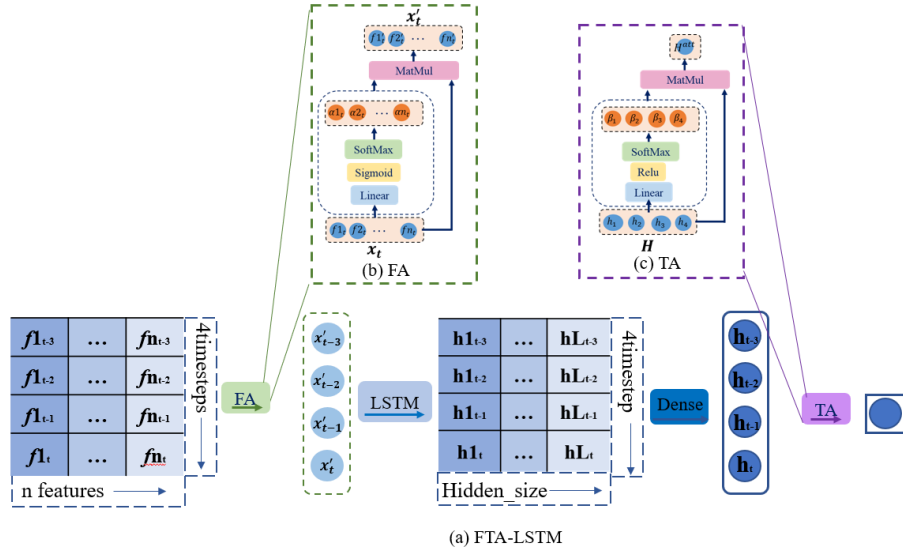 x′ₜ
f1′ₜ f2′ₜ … fn′ₜ
MatMul
α1ₜ α2ₜ … αnₜ
SoftMax
Sigmoid
Linear
f1ₜ f2ₜ … fnₜ
xₜ
(b) FA
Hᵃᵗᵗ
MatMul
β₁ β₂ β₃ β₄
SoftMax
Relu
Linear
h₁ h₂ h₃ h₄
H
(c) TA
f1ₜ₋₃ … fnₜ₋₃
f1ₜ₋₂ … fnₜ₋₂
f1ₜ₋₁ … fnₜ₋₁
f1ₜ … fnₜ
4timesteps
n features
FA
x′ₜ₋₃
x′ₜ₋₂
x′ₜ₋₁
x′ₜ
LSTM
h1ₜ₋₃ … hLₜ₋₃
h1ₜ₋₂ … hLₜ₋₂
h1ₜ₋₁ … hLₜ₋₁
h1ₜ … hLₜ
4timestep
Hidden_size
Dense
hₜ₋₃
hₜ₋₂
hₜ₋₁
hₜ
TA
(a) FTA-LSTM